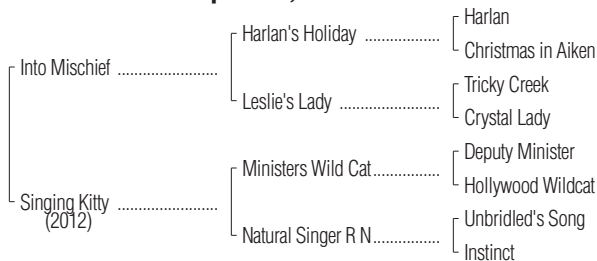 Harlan
Harlan's Holiday ..................
Christmas in Aiken
Into Mischief ........................
Tricky Creek
Leslie's Lady ........................
Crystal Lady
Deputy Minister
Ministers Wild Cat................
Hollywood Wildcat
Singing Kitty ........................
(2012)
Unbridled's Song
Natural Singer R N................
Instinct